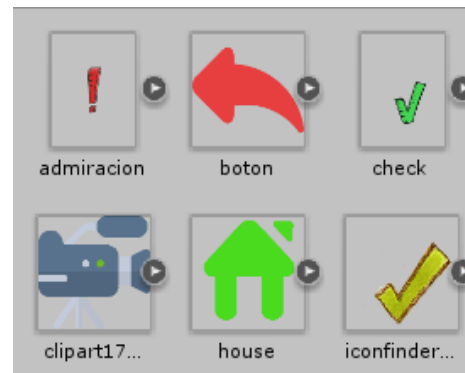 admiracion
boton
check
clipart17...
house
iconfinder...